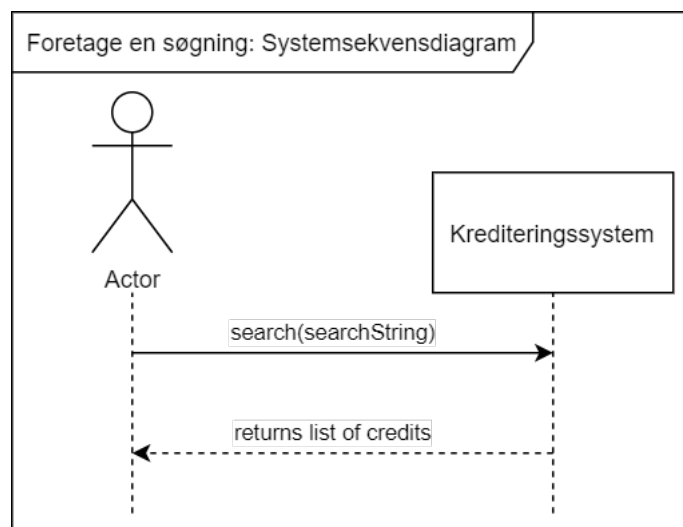 Foretage en søgning: Systemsekvensdiagram
Krediteringssystem
Actor
search(searchString)
returns list of credits